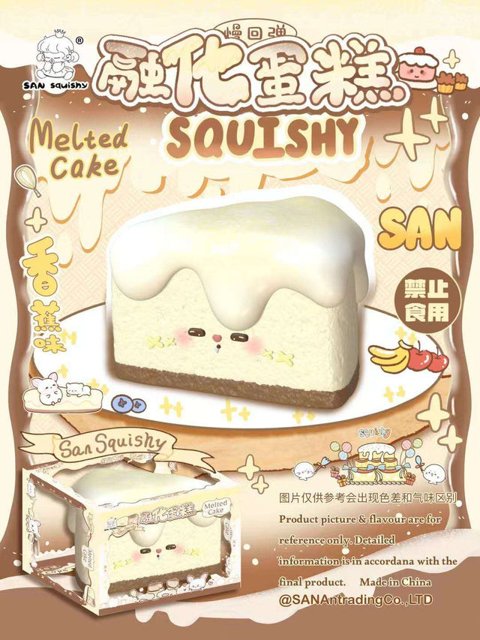 SAN squishy
®
慢回弹
融化蛋糕
SQUISHY
Melted
Cake
SAN
香蕉味
禁止
食用
San Squishy
融化蛋糕
Melted
Cake
图片仅供参考会出现色差和气味区别
Product picture & flavour are for
reference only. Detailed
information is in accordana with the
final product. Made in China
@SANAntradingCo.,LTD